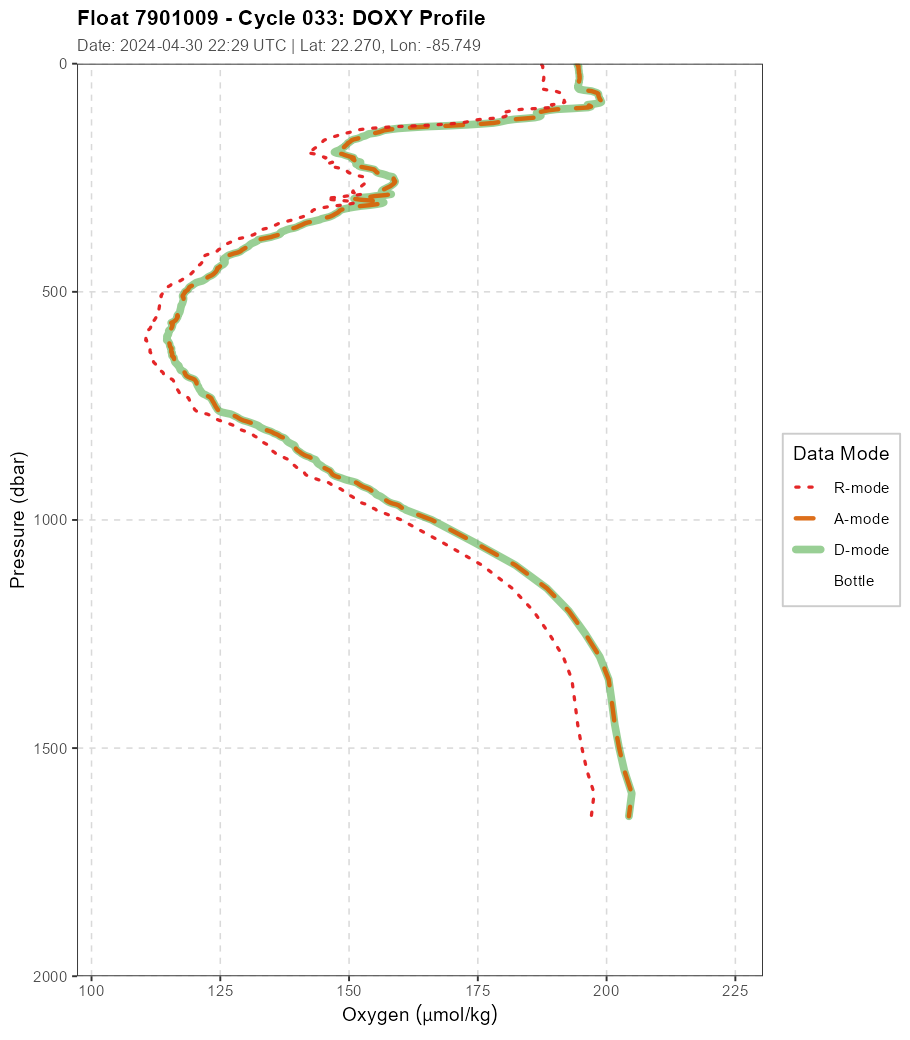 Float 7901009 - Cycle 033: DOXY Profile
Date: 2024-04-30 22:29 UTC | Lat: 22.270, Lon: -85.749
0
500
1000
1500
2000
Pressure (dbar)
100 125 150 175 200 225
Oxygen (μmol/kg)
Data Mode
R-mode
A-mode
D-mode
Bottle